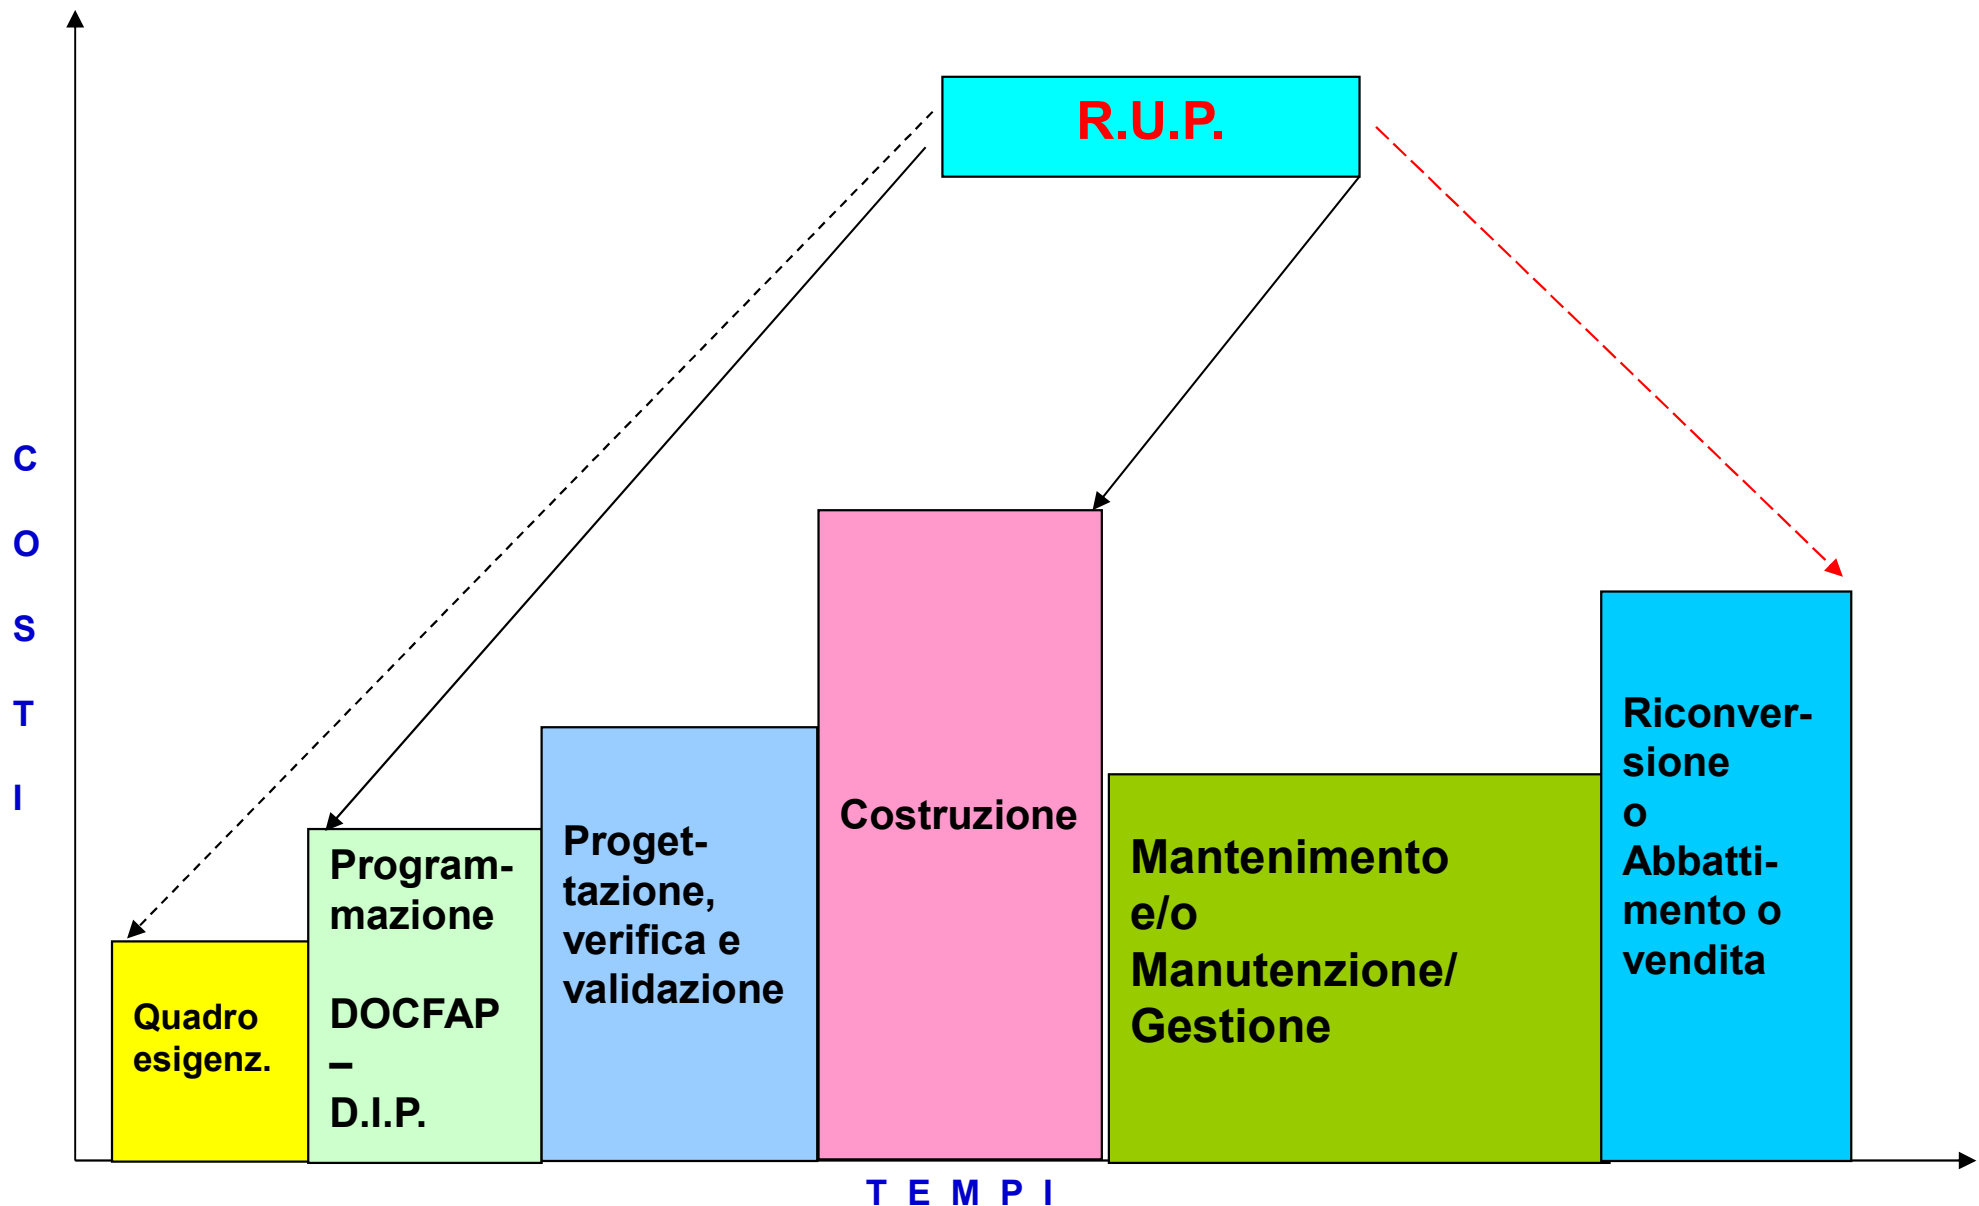 R.U.P.
C
O
S
T
I
Quadro
esigenz.
Program-
mazione
DOCFAP
–
D.I.P.
Proget-
tazione,
verifica e
validazione
Costruzione
Mantenimento
e/o
Manutenzione/
Gestione
Riconver-
sione
o
Abbatti-
mento o
vendita
T E M P I